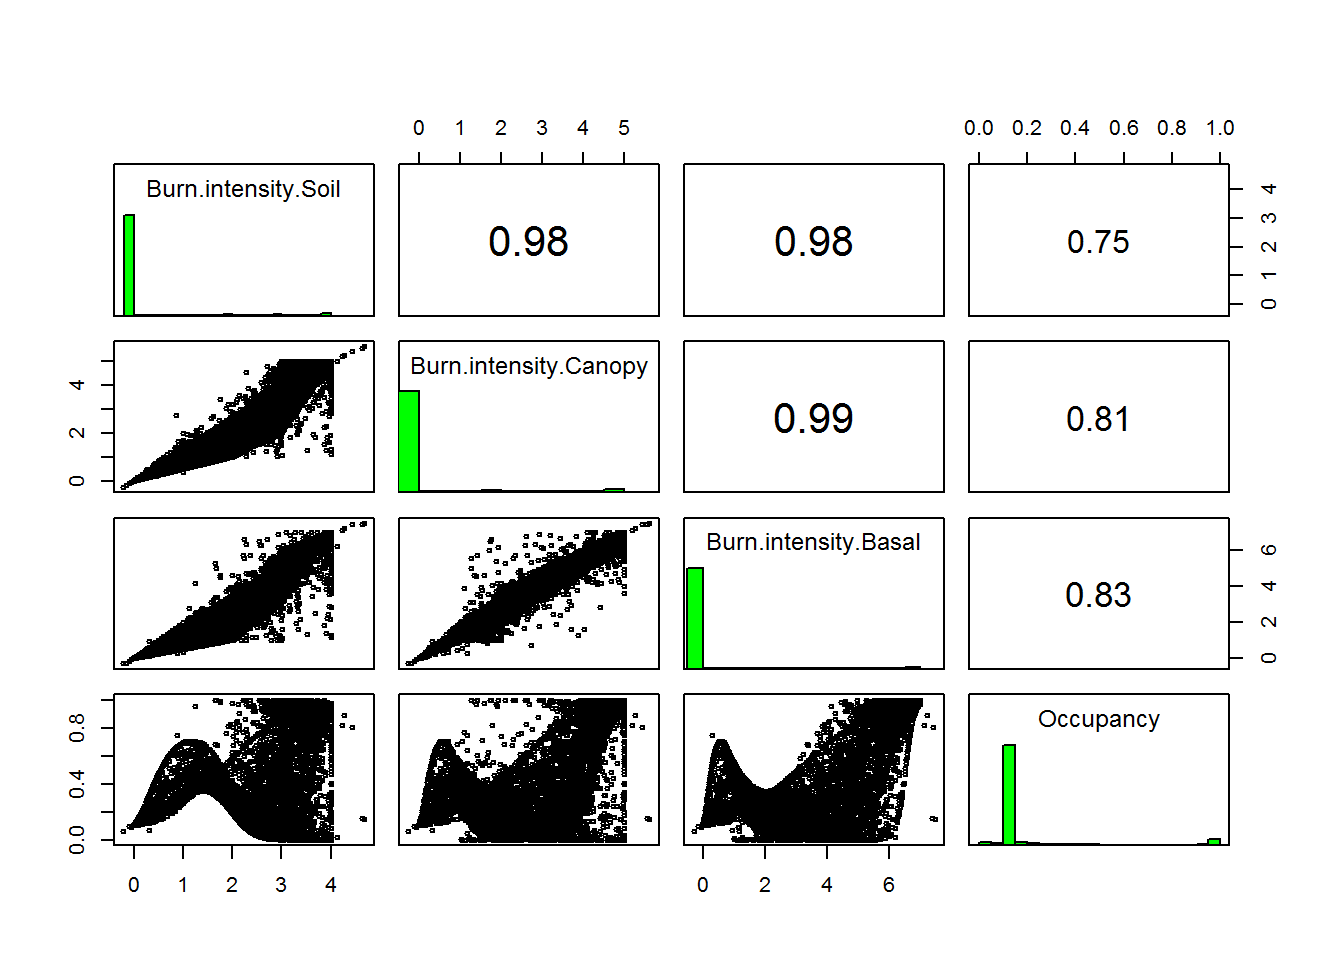 0 1 2 3 4 5 0.0 0.2 0.4 0.6 0.8 1.0
Burn.intensity.Soil 0.98 0.98 0.75 0 1 2 3 4
0 2 4 Burn.intensity.Canopy 0.99 0.81
Burn.intensity.Basal 0.83 0 2 4 6
0.0 0.4 0.8 Occupancy
0 1 2 3 4 0 2 4 6